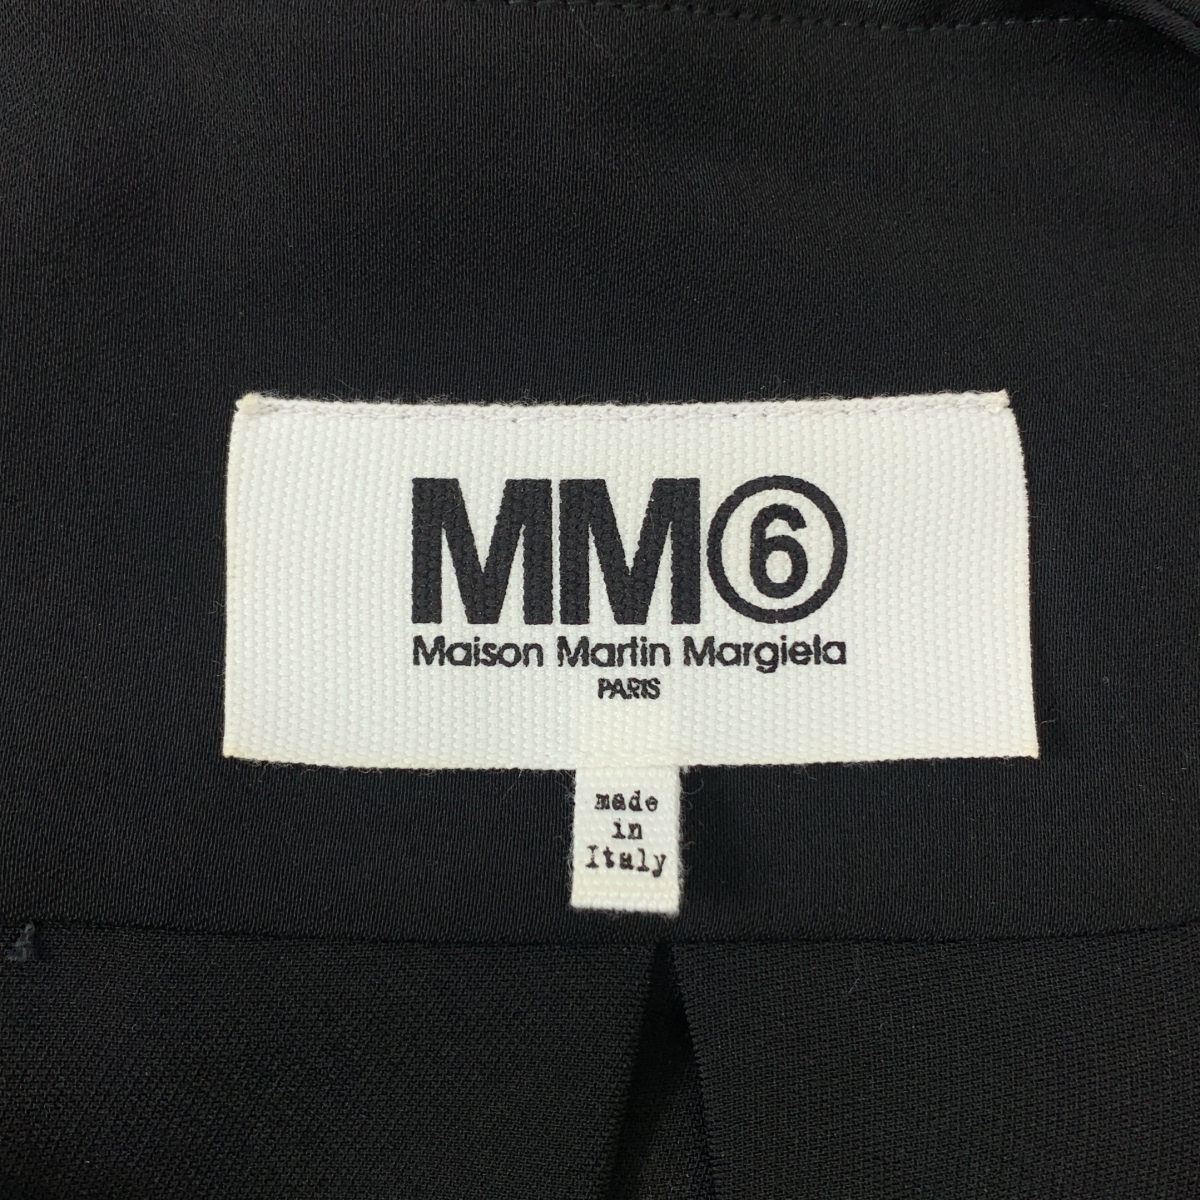 MM⑥
Maison Martin Margiela
PARIS
made
in
Italy